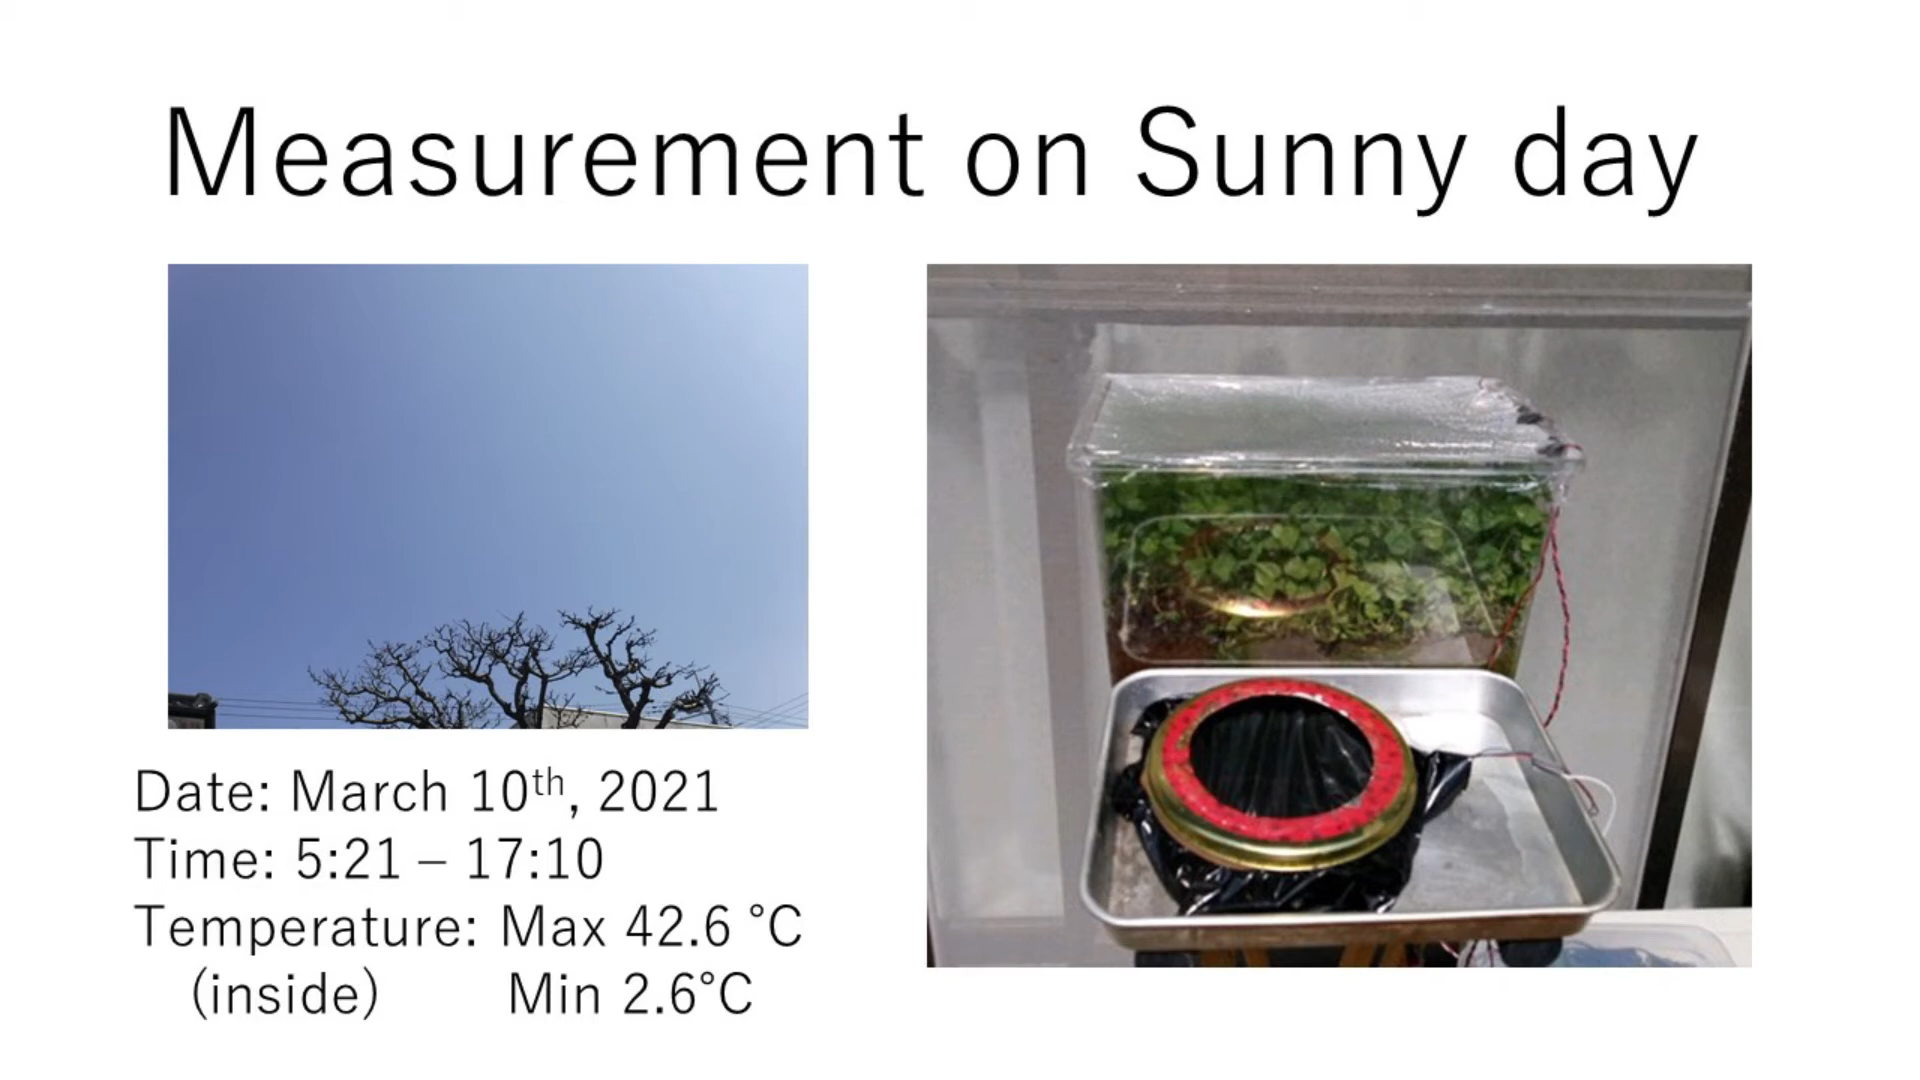 Measurement on Sunny day
Date: March 10th, 2021
Time: 5:21 – 17:10
Temperature: Max 42.6 °C
(inside) Min 2.6°C